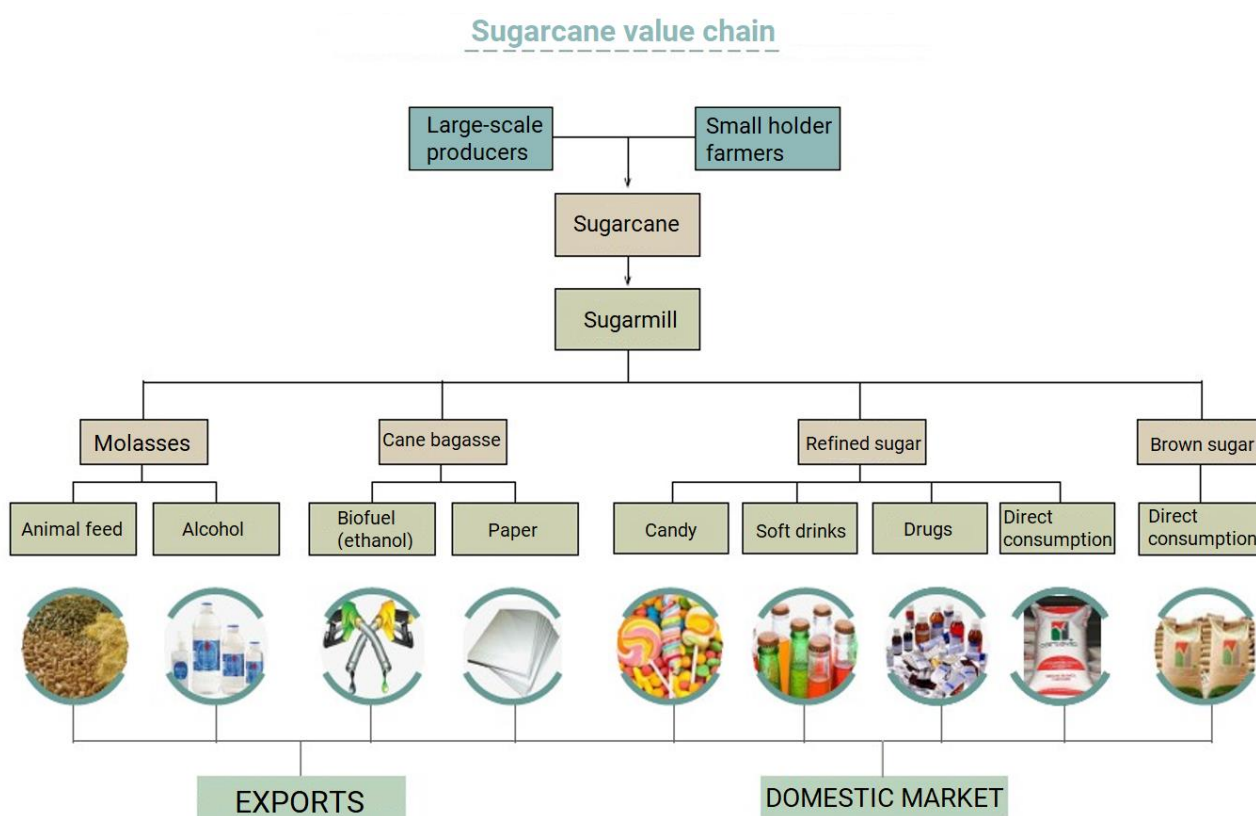 Sugarcane value chain
Large-scale
producers
Small holder
farmers
Sugarcane
Sugarmill
Molasses
Cane bagasse
Refined sugar
Brown sugar
Animal feed
Alcohol
Biofuel
(ethanol)
Paper
Candy
Soft drinks
Drugs
Direct
consumption
Direct
consumption
EXPORTS
DOMESTIC MARKET